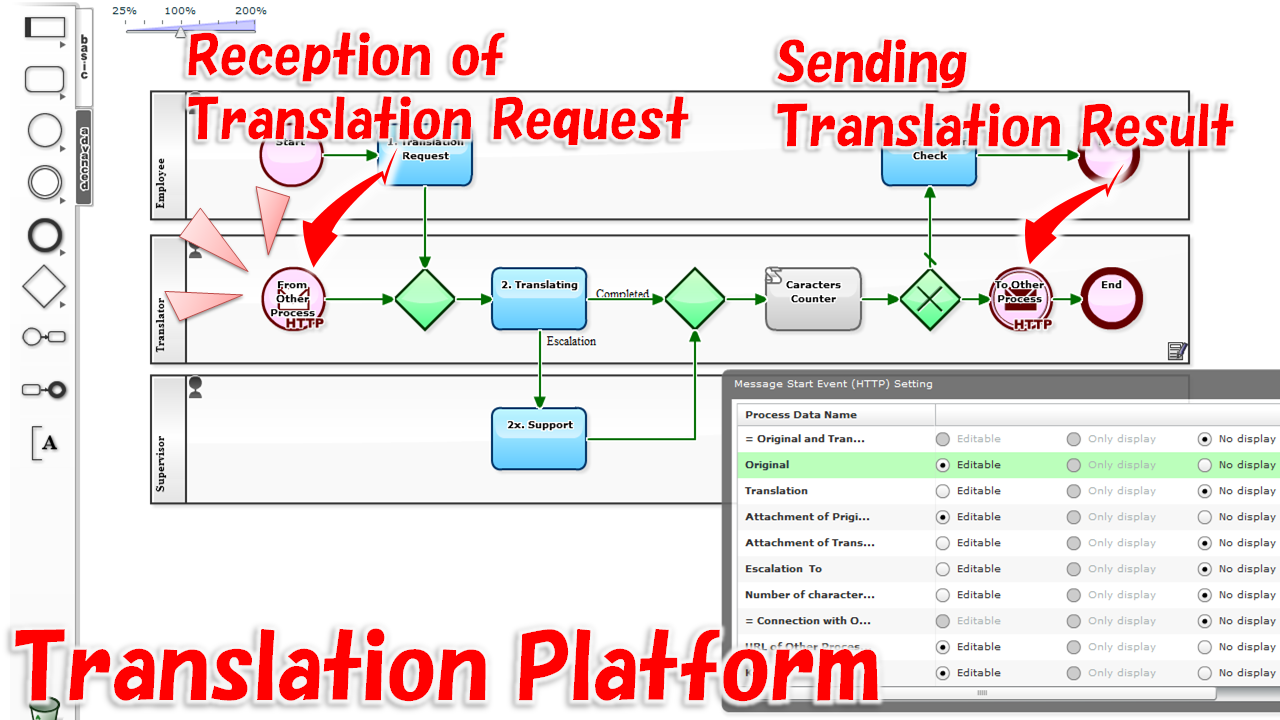 25% 100% 200%
basic
advanced
Reception of
Translation Request
Sending
Translation Result
Employee
Start
1. Translation
Request
Check
Translator
From
Other
Process
HTTP
2. Translating
Completed
Escalation
Caracters
Counter
To Other
Process
HTTP
End
Supervisor
2x. Support
A
Message Start Event (HTTP) Setting
Process Data Name
= Original and Tran... Editable Only display No display
Original Editable Only display No display
Translation Editable Only display No display
Attachment of Prigi... Editable Only display No display
Attachment of Trans... Editable Only display No display
Escalation To Editable Only display No display
Number of character... Editable Only display No display
= Connection with O... Editable Only display No display
URL of Other Proces... Editable Only display No display
Editable Only display No display
Translation Platform